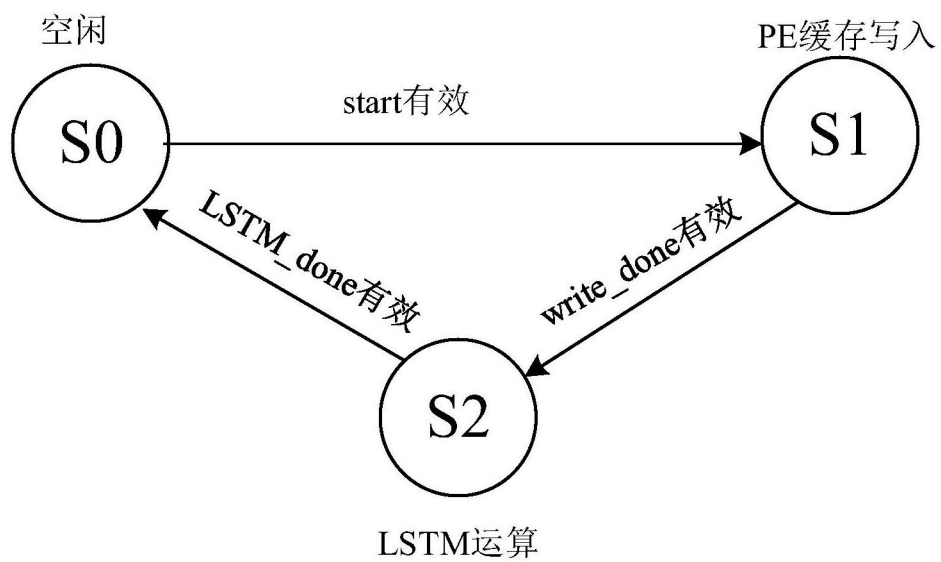 空闲
PE缓存写入
S0
start有效
S1
LSTM_done有效
write_done有效
S2
LSTM运算